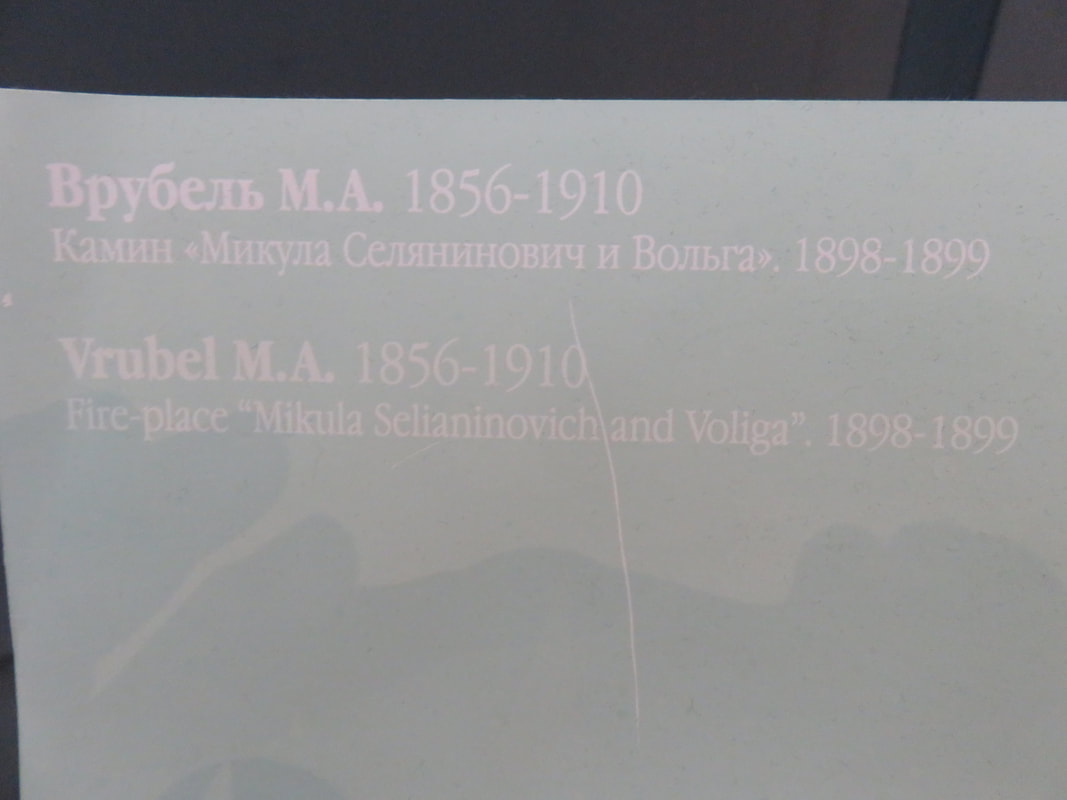 Врубель М.А. 1856-1910
Камин «Микула Селянинович и Вольга». 1898-1899
Vrubel M.A. 1856-1910
Fire-place “Mikula Selianinovich and Voliga”. 1898-1899